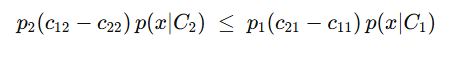 p₂(c₁₂ − c₂₂) p(x|C₂) ≤ p₁(c₂₁ − c₁₁) p(x|C₁)